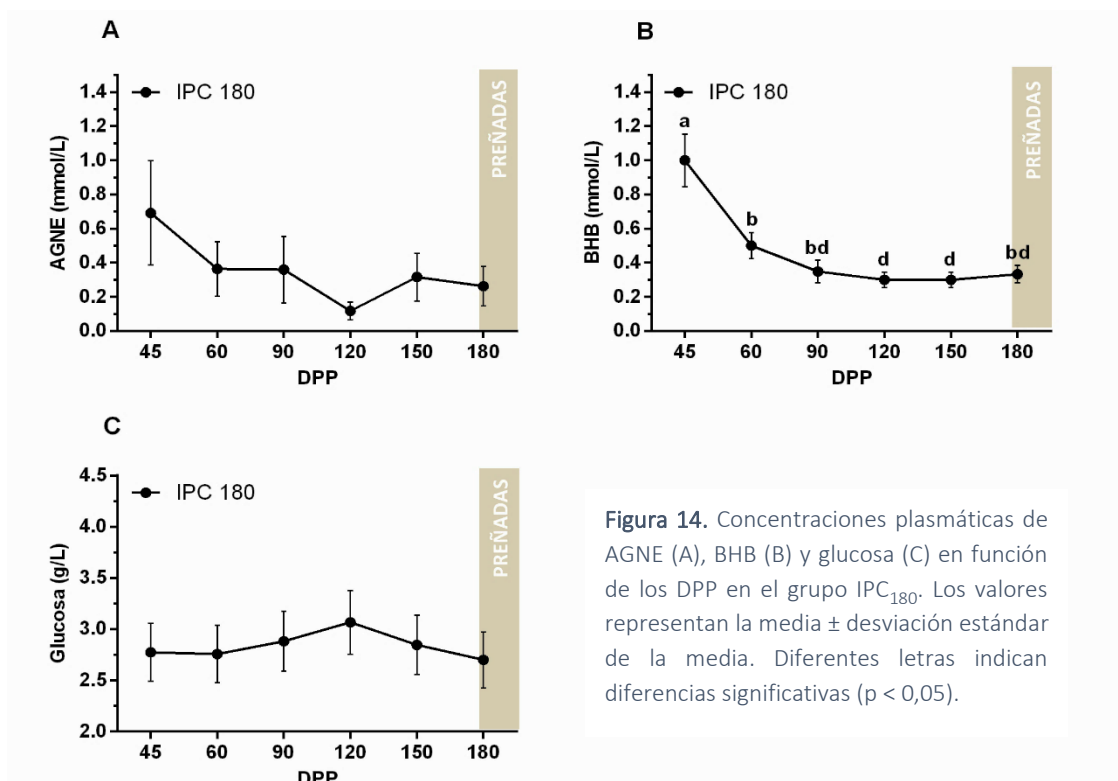 A
IPC 180
PREÑADAS
AGNE (mmol/L)
1.4
1.2
1.0
0.8
0.6
0.4
0.2
0.0
45 60 90 120 150 180
DPP
B
IPC 180
PREÑADAS
BHB (mmol/L)
1.4
1.2
1.0
0.8
0.6
0.4
0.2
0.0
a
b
bd
d
d
bd
45 60 90 120 150 180
DPP
C
IPC 180
PREÑADAS
Glucosa (g/L)
4.5
4.0
3.5
3.0
2.5
2.0
45 60 90 120 150 180
DPP
Figura 14. Concentraciones plasmáticas de
AGNE (A), BHB (B) y glucosa (C) en función
de los DPP en el grupo IPC180. Los valores
representan la media ± desviación estándar
de la media. Diferentes letras indican
diferencias significativas (p < 0,05).